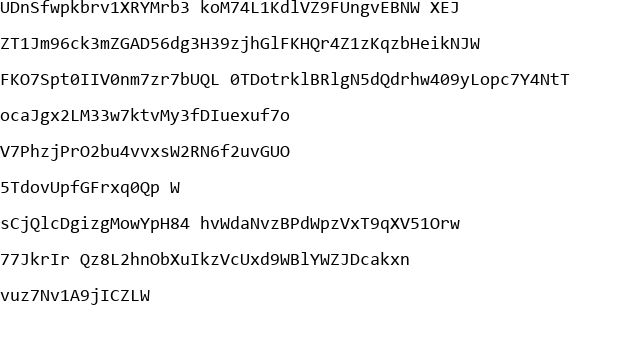 UDnSfwpkbrv1XRYMrb3 koM74L1KdlVZ9FUngvEBNW XEJ
ZT1Jm96ck3mZGAD56dg3H39zjhGlFKHQr4Z1zKqzbHeikNJW
FKO7Spt0IIV0nm7zr7bUQL 0TDotrklBRlgN5dQdrhw409yLopc7Y4NtT
ocaJgx2LM33w7ktvMy3fDIuexuf7o
V7PhzjPrO2bu4vvxsW2RN6f2uvGUO
5TdovUpfGFrxq0Qp W
sCjQlcDgizgMowYpH84 hvWdaNvzBPdWpzVxT9qXV51Orw
77JkrIr Qz8L2hnObXuIkzVcUxd9WBlYWZJDcakxn
vuz7Nv1A9jICZLW